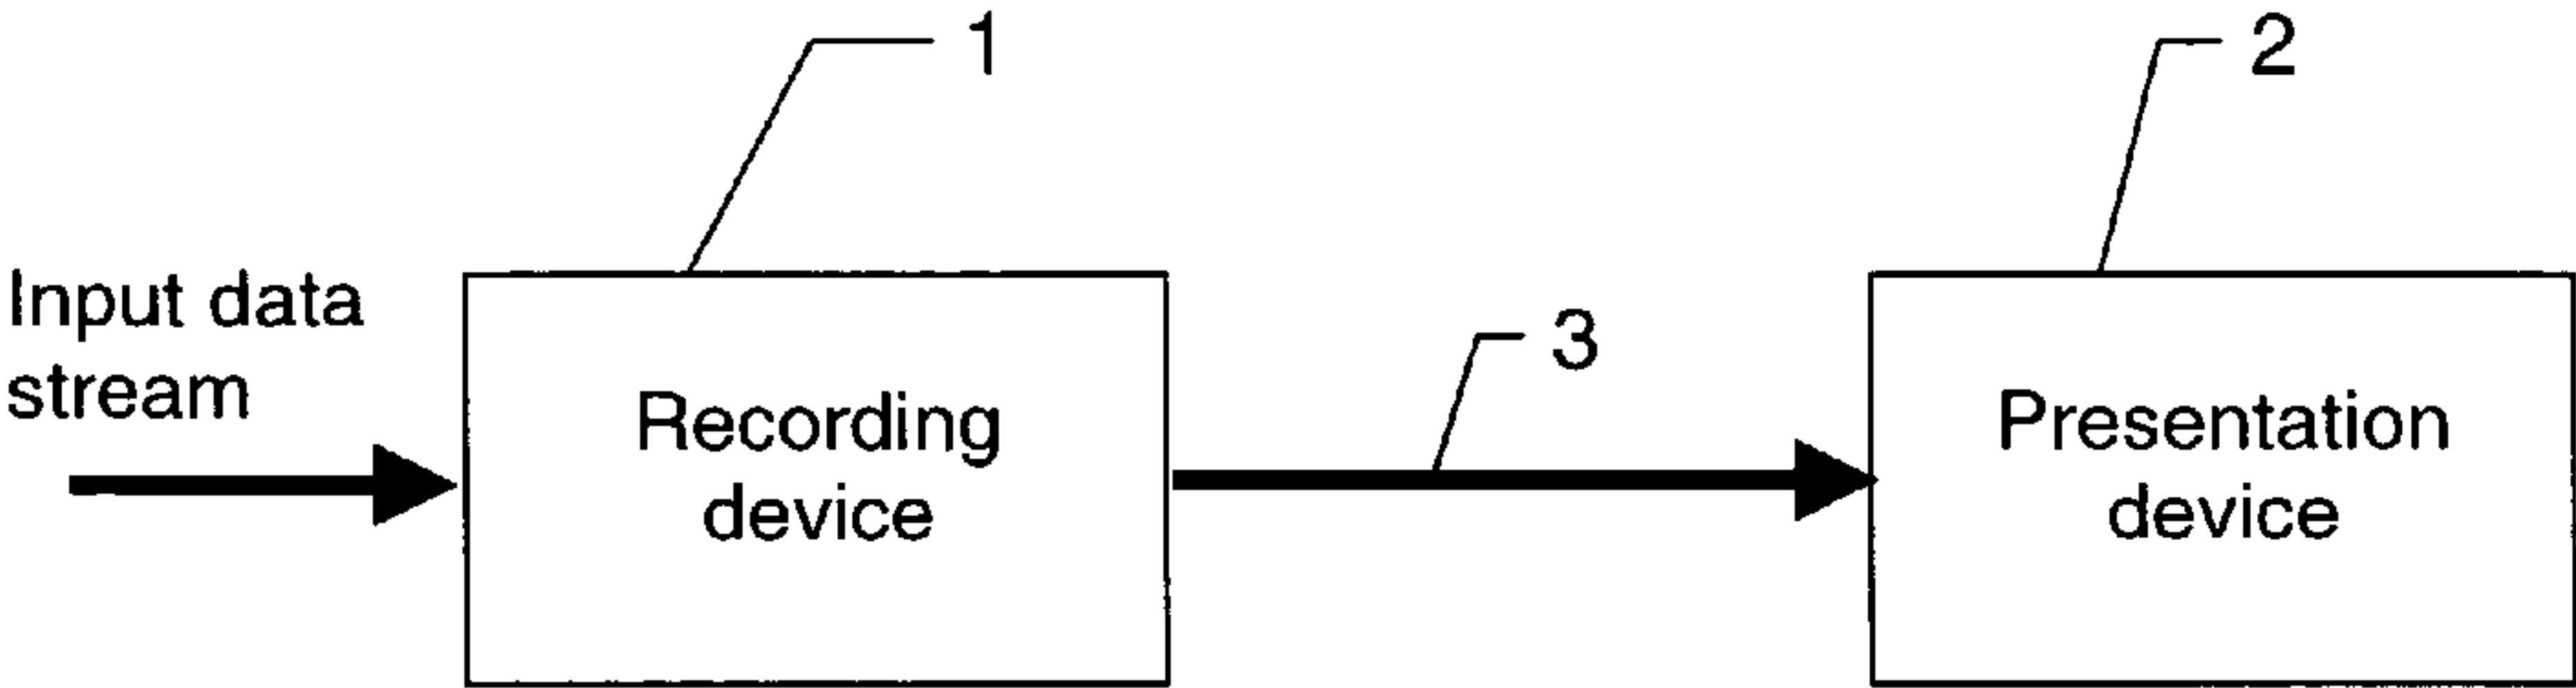 1
2
Input data
stream
3
Recording
device
Presentation
device